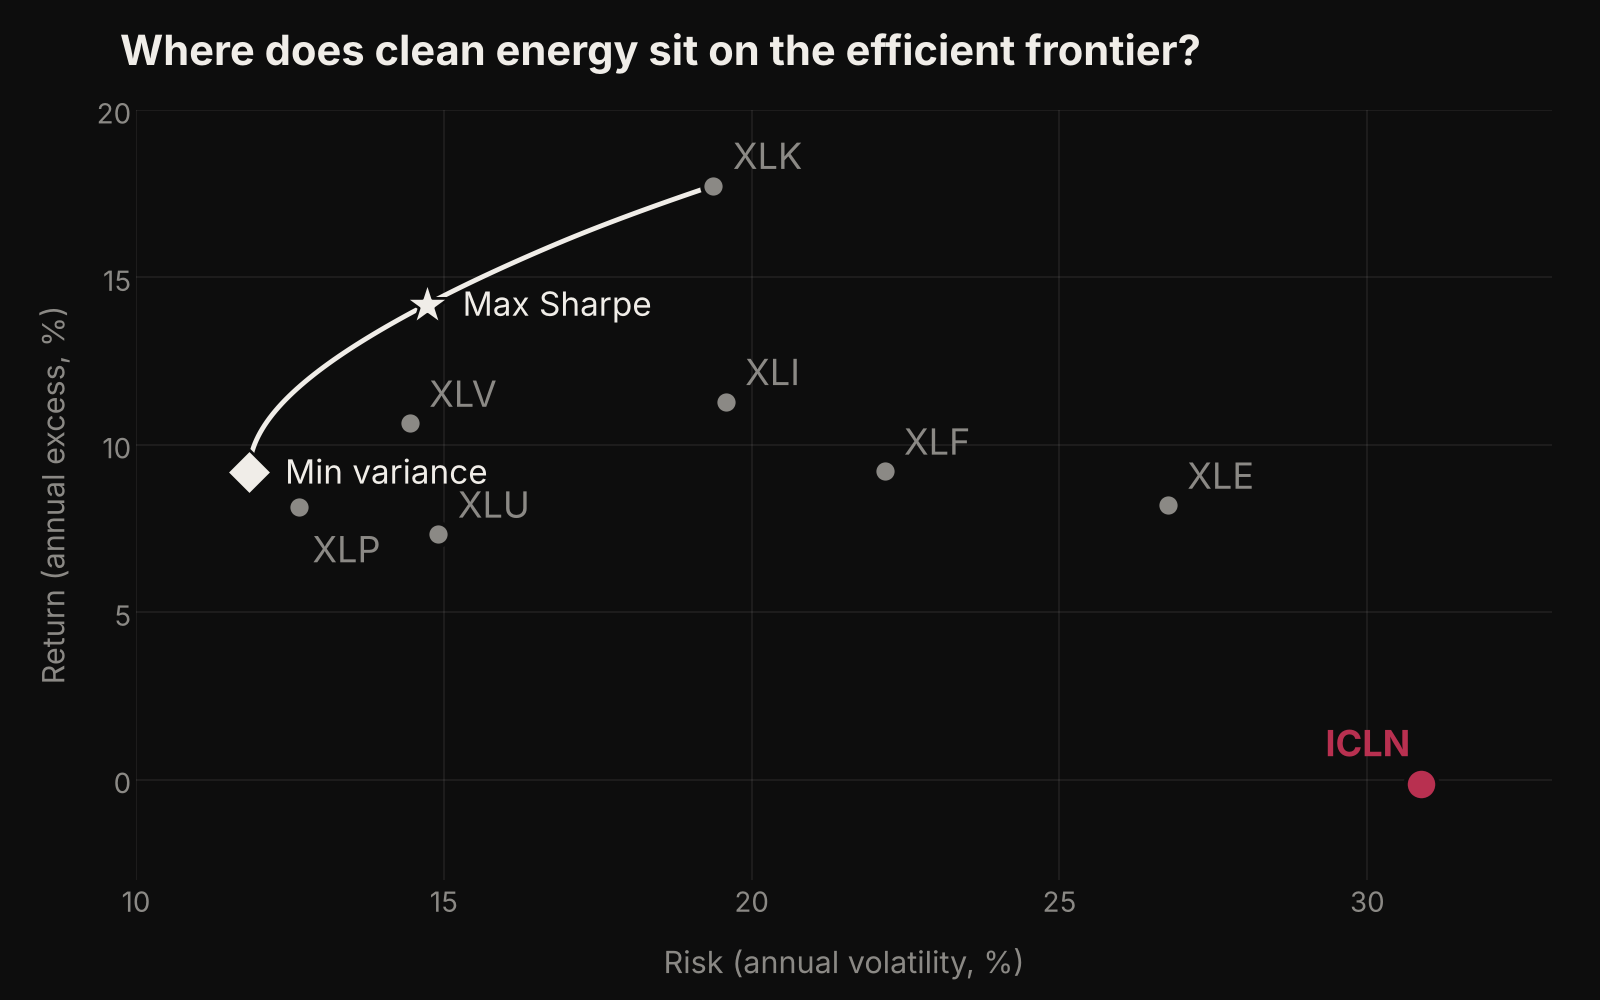 Where does clean energy sit on the efficient frontier?
20
15
10
5
0
Return (annual excess, %)
XLK
Max Sharpe
XLI
XLV
XLF
Min variance
XLE
XLU
XLP
ICLN
10
15
20
25
30
Risk (annual volatility, %)